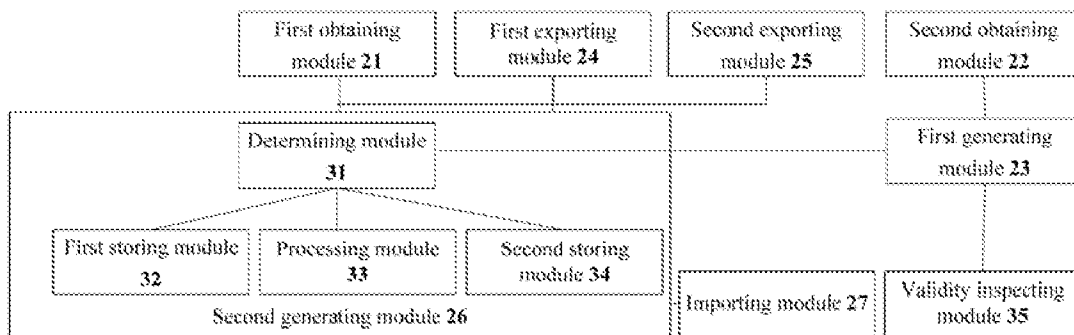 First obtaining
module 21
First exporting
module 24
Second exporting
module 25
Second obtaining
module 22
Determining module
31
First generating
module 23
First storing module
32
Processing module
33
Second storing
module 34
Second generating module 26
Importing module 27
Validity inspecting
module 35